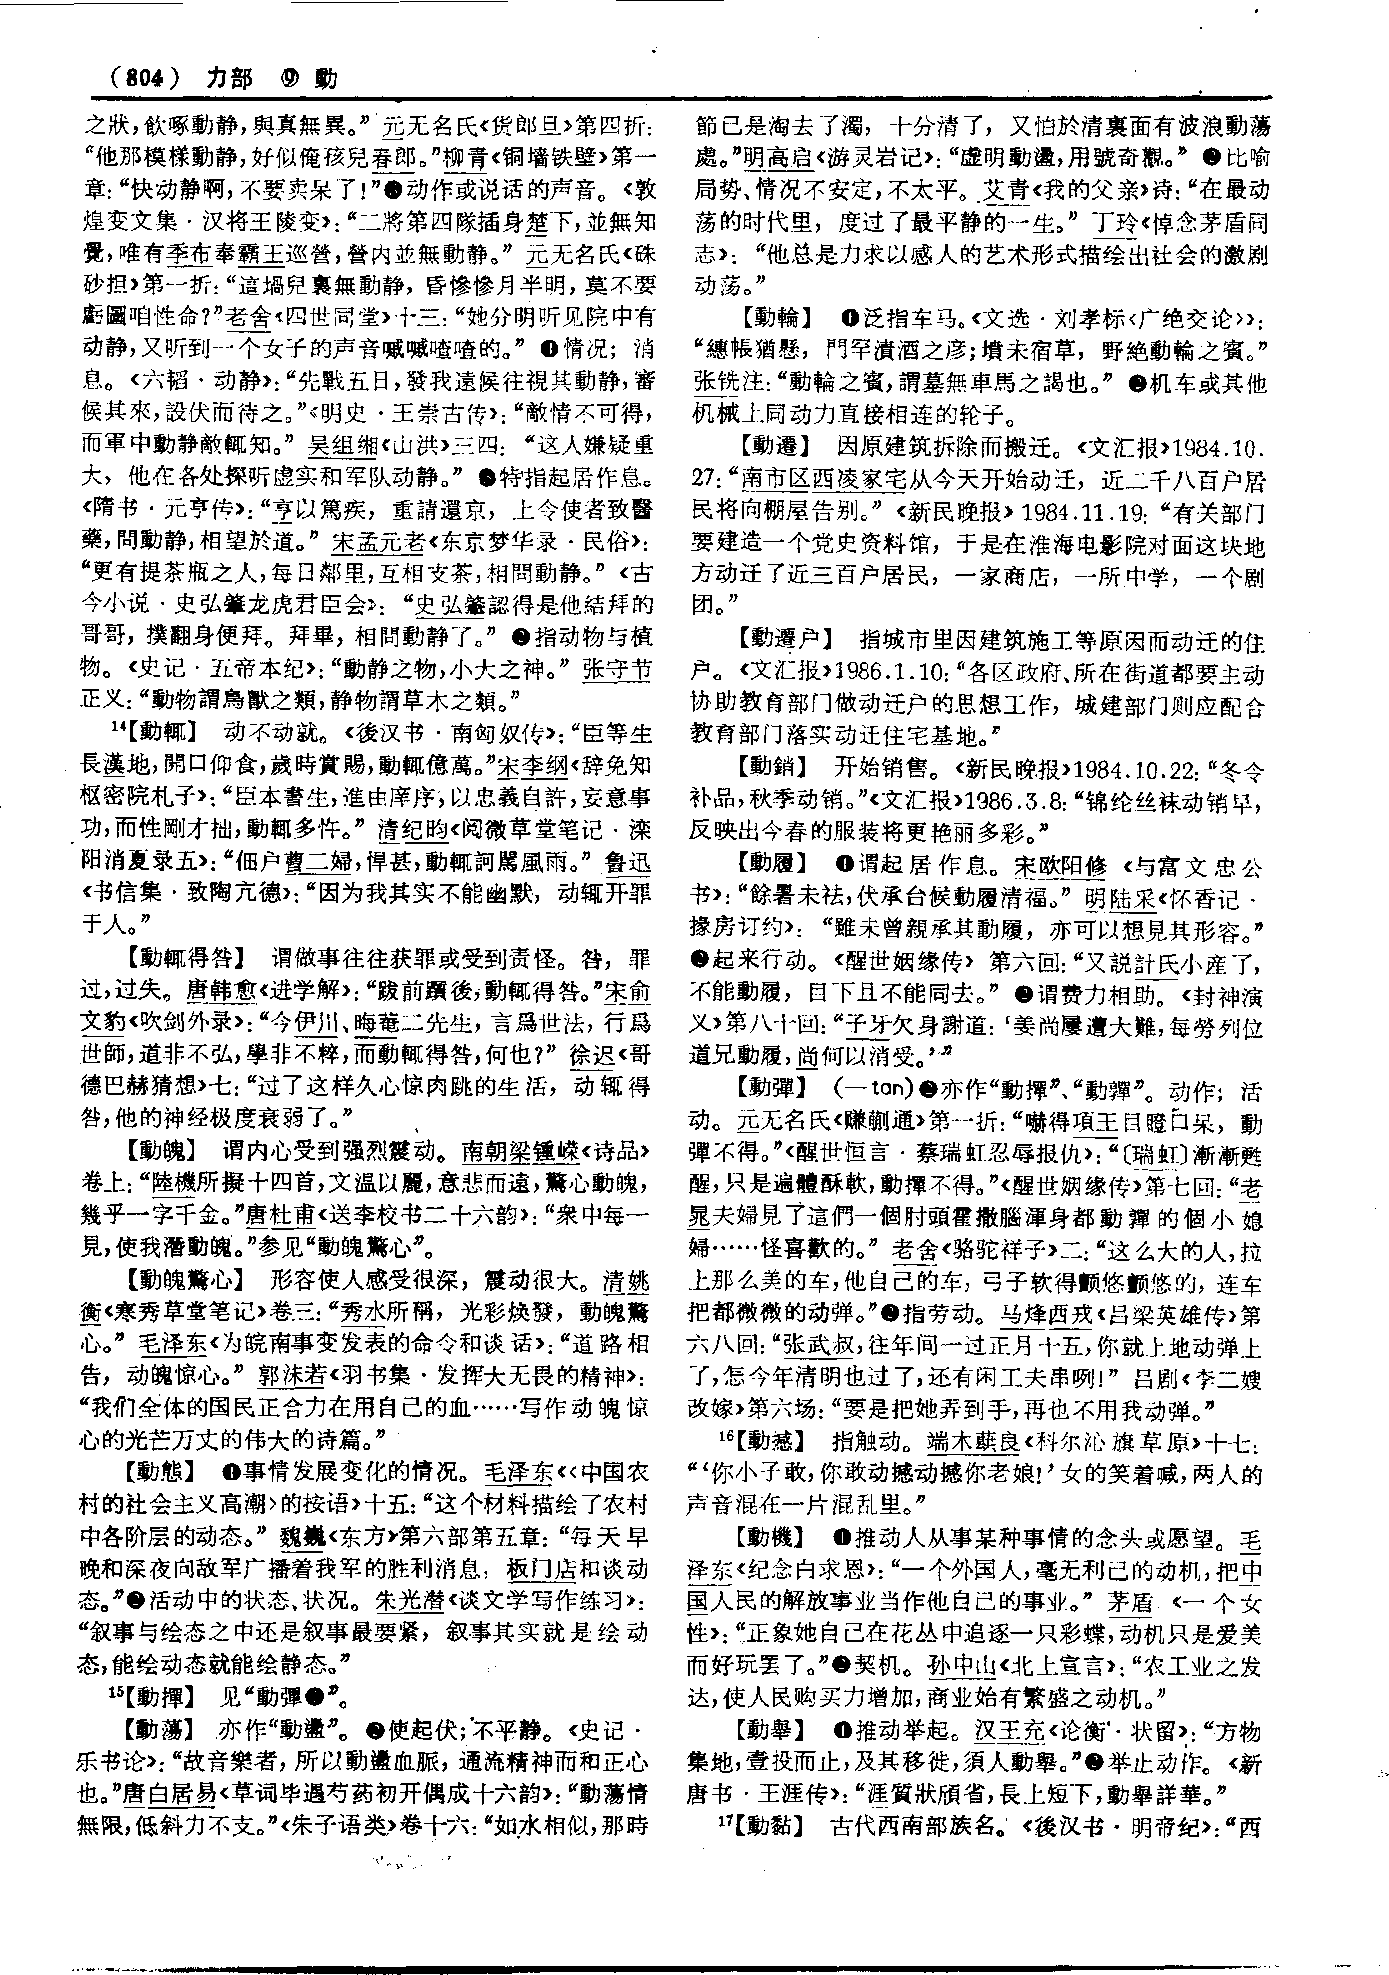 (804) 力部 ⑨ 動
之狀，飲啄動静，與真無異。”元无名氏《货郎旦》第四折：
“他那模樣動静，好似俺孩兒春郎。”柳青《铜墙铁壁》第一
章：“快动静啊，不要卖呆了！”●动作或说话的声音。《敦
煌变文集·汉将王陵变》：“二將第四隊插身楚下，並無知
覺，唯有季布奉霸王巡營，營内並無動静。”元无名氏《硃
砂担》第一折：“這堝兒裏無動静，昏慘慘月半明，莫不要
虧圖咱性命？”老舍《四世同堂》十三：“她分明听见院中有
动静，又听到一个女子的声音嘁嘁喳喳的。”●情况；消
息。《六韬·动静》：“先戰五日，發我遠候往視其動静，審
候其來，設伏而待之。”《明史·王崇古传》：“敵情不可得，
而軍中動静敵輒知。”吴组缃《山洪》三四：“这人嫌疑重
大，他在各处探听虚实和军队动静。”●特指起居作息。
《隋书·元亨传》：“亨以篤疾，重請還京，上令使者致醫
藥，問動静，相望於道。”宋孟元老《东京梦华录·民俗》：
“更有提茶瓶之人，每日鄰里，互相支茶，相問動静。”《古
今小说·史弘肇龙虎君臣会》：“史弘肇認得是他結拜的
哥哥，撲翻身便拜。拜畢，相問動静了。”●指动物与植
物。《史记·五帝本纪》：“動静之物，小大之神。”张守节
正义：“動物謂鳥獸之類，静物謂草木之類。”
14【動輒】 动不动就。《後汉书·南匈奴传》：“臣等生
長漢地，開口仰食，歲時賞賜，動輒億萬。”宋李纲《辞免知
枢密院札子》：“臣本書生，進由庠序，以忠義自許，妄意事
功，而性剛才拙，動輒多忤。”清纪昀《阅微草堂笔记·滦
阳消夏录五》：“佃户曹二婦，悍甚，動輒訶駡風雨。”鲁迅
《书信集·致陶亢德》：“因为我其实不能幽默，动辄开罪
于人。”
【動輒得咎】 谓做事往往获罪或受到责怪。咎，罪
过，过失。唐韩愈《进学解》：“跋前躓後，動輒得咎。”宋俞
文豹《吹剑外录》：“今伊川、晦菴二先生，言爲世法，行爲
世師，道非不弘，學非不粹，而動輒得咎，何也？”徐迟《哥
德巴赫猜想》七：“过了这样久心惊肉跳的生活，动辄得
咎，他的神经极度衰弱了。”
【動魄】 谓内心受到强烈震动。南朝梁锺嵘《诗品》
卷上：“陸機所擬十四首，文温以麗，意悲而遠，驚心動魄，
幾乎一字千金。”唐杜甫《送李校书二十六韵》：“衆中每一
見，使我潛動魄。”参见“動魄驚心”。
【動魄驚心】 形容使人感受很深，震动很大。清姚
衡《寒秀草堂笔记》卷三：“秀水所稱，光彩焕發，動魄驚
心。”毛泽东《为皖南事变发表的命令和谈话》：“道路相
告，动魄惊心。”郭沫若《羽书集·发挥大无畏的精神》：
“我们全体的国民正合力在用自己的血……写作动魄惊
心的光芒万丈的伟大的诗篇。”
【動態】 ❶事情发展变化的情况。毛泽东《〈中国农
村的社会主义高潮〉的按语》十五：“这个材料描绘了农村
中各阶层的动态。”魏巍《东方》第六部第五章：“每天早
晚和深夜向敌军广播着我军的胜利消息，板门店和谈动
态。”❷活动中的状态、状况。朱光潜《谈文学写作练习》：
“叙事与绘态之中还是叙事最要紧，叙事其实就是绘动
态，能绘动态就能绘静态。”
15【動撣】 见“動彈●”。
【動蕩】 亦作“動盪”。●使起伏；不平静。《史记·
乐书论》：“故音樂者，所以動盪血脈，通流精神而和正心
也。”唐白居易《草词毕遇芍药初开偶成十六韵》：“動蕩情
無限，低斜力不支。”《朱子语类》卷十六：“如水相似，那時
節已是淘去了濁，十分清了，又怕於清裏面有波浪動蕩
處。”明高启《游灵岩记》：“虚明動盪，用號奇觀。”❷比喻
局势、情况不安定，不太平。艾青《我的父亲》诗：“在最动
荡的时代里，度过了最平静的一生。”丁玲《悼念茅盾同
志》：“他总是力求以感人的艺术形式描绘出社会的激剧
动荡。”
【動輪】 ❶泛指车马。《文选·刘孝标〈广绝交论〉》：
“繐帳猶懸，門罕漬酒之彦；墳未宿草，野絶動輪之賓。”
张铣注：“動輪之賓，謂墓無車馬之謁也。”❷机车或其他
机械上同动力直接相连的轮子。
【動遷】 因原建筑拆除而搬迁。《文汇报》1984.10.
27：“南市区西凌家宅从今天开始动迁，近二千八百户居
民将向棚屋告别。”《新民晚报》1984.11.19：“有关部门
要建造一个党史资料馆，于是在淮海电影院对面这块地
方动迁了近三百户居民，一家商店，一所中学，一个剧
团。”
【動遷户】 指城市里因建筑施工等原因而动迁的住
户。《文汇报》1986.1.10：“各区政府、所在街道都要主动
协助教育部门做动迁户的思想工作，城建部门则应配合
教育部门落实动迁住宅基地。”
【動銷】 开始销售。《新民晚报》1984.10.22：“冬令
补品，秋季动销。”《文汇报》1986.3.8：“锦纶丝袜动销早，
反映出今春的服装将更艳丽多彩。”
【動履】 ❶谓起居作息。宋欧阳修《与富文忠公
书》：“餘暑未祛，伏承台候動履清福。”明陆采《怀香记·
掾房订约》：“雖未曾親承其動履，亦可以想見其形容。”
❷起来行动。《醒世姻缘传》第六回：“又説計氏小産了，
不能動履，目下且不能同去。”●谓费力相助。《封神演
义》第八十回：“子牙欠身謝道：‘姜尚屢遭大難，每勞列位
道兄動履，尚何以消受。’”
【動彈】 （—tɑn）●亦作“動撣”、“動㢆”。动作；活
动。元无名氏《赚蒯通》第一折：“嚇得項王目瞪口呆，動
彈不得。”《醒世恒言·蔡瑞虹忍辱报仇》：“〔瑞虹〕漸漸甦
醒，只是遍體酥軟，動撣不得。”《醒世姻缘传》第七回：“老
晁夫婦見了這們一個肘頭霍撒腦渾身都動彈的個小媳
婦……怪喜歡的。”老舍《骆驼祥子》二：“这么大的人，拉
上那么美的车，他自己的车，弓子软得颤悠颤悠的，连车
把都微微的动弹。”●指劳动。马烽西戎《吕梁英雄传》第
六八回：“张武叔，往年间一过正月十五，你就上地动弹上
了，怎今年清明也过了，还有闲工夫串咧！”吕剧《李二嫂
改嫁》第六场：“要是把她弄到手，再也不用我动弹。”
16【動撼】 指触动。端木蕻良《科尔沁旗草原》十七：
“‘你小子敢，你敢动撼动撼你老娘！’女的笑着喊，两人的
声音混在一片混乱里。”
【動機】 ❶推动人从事某种事情的念头或愿望。毛
泽东《纪念白求恩》：“一个外国人，毫无利己的动机，把中
国人民的解放事业当作他自己的事业。”茅盾《一个女
性》：“正象她自己在花丛中追逐一只彩蝶，动机只是爱美
而好玩罢了。”❷契机。孙中山《北上宣言》：“农工业之发
达，使人民购买力增加，商业始有繁盛之动机。”
【動舉】 ❶推动举起。汉王充《论衡·状留》：“方物
集地，壹投而止，及其移徙，須人動舉。”❷举止动作。《新
唐书·王涯传》：“涯質狀頎省，長上短下，動舉詳華。”
17【動黏】 古代西南部族名。《後汉书·明帝纪》：“西